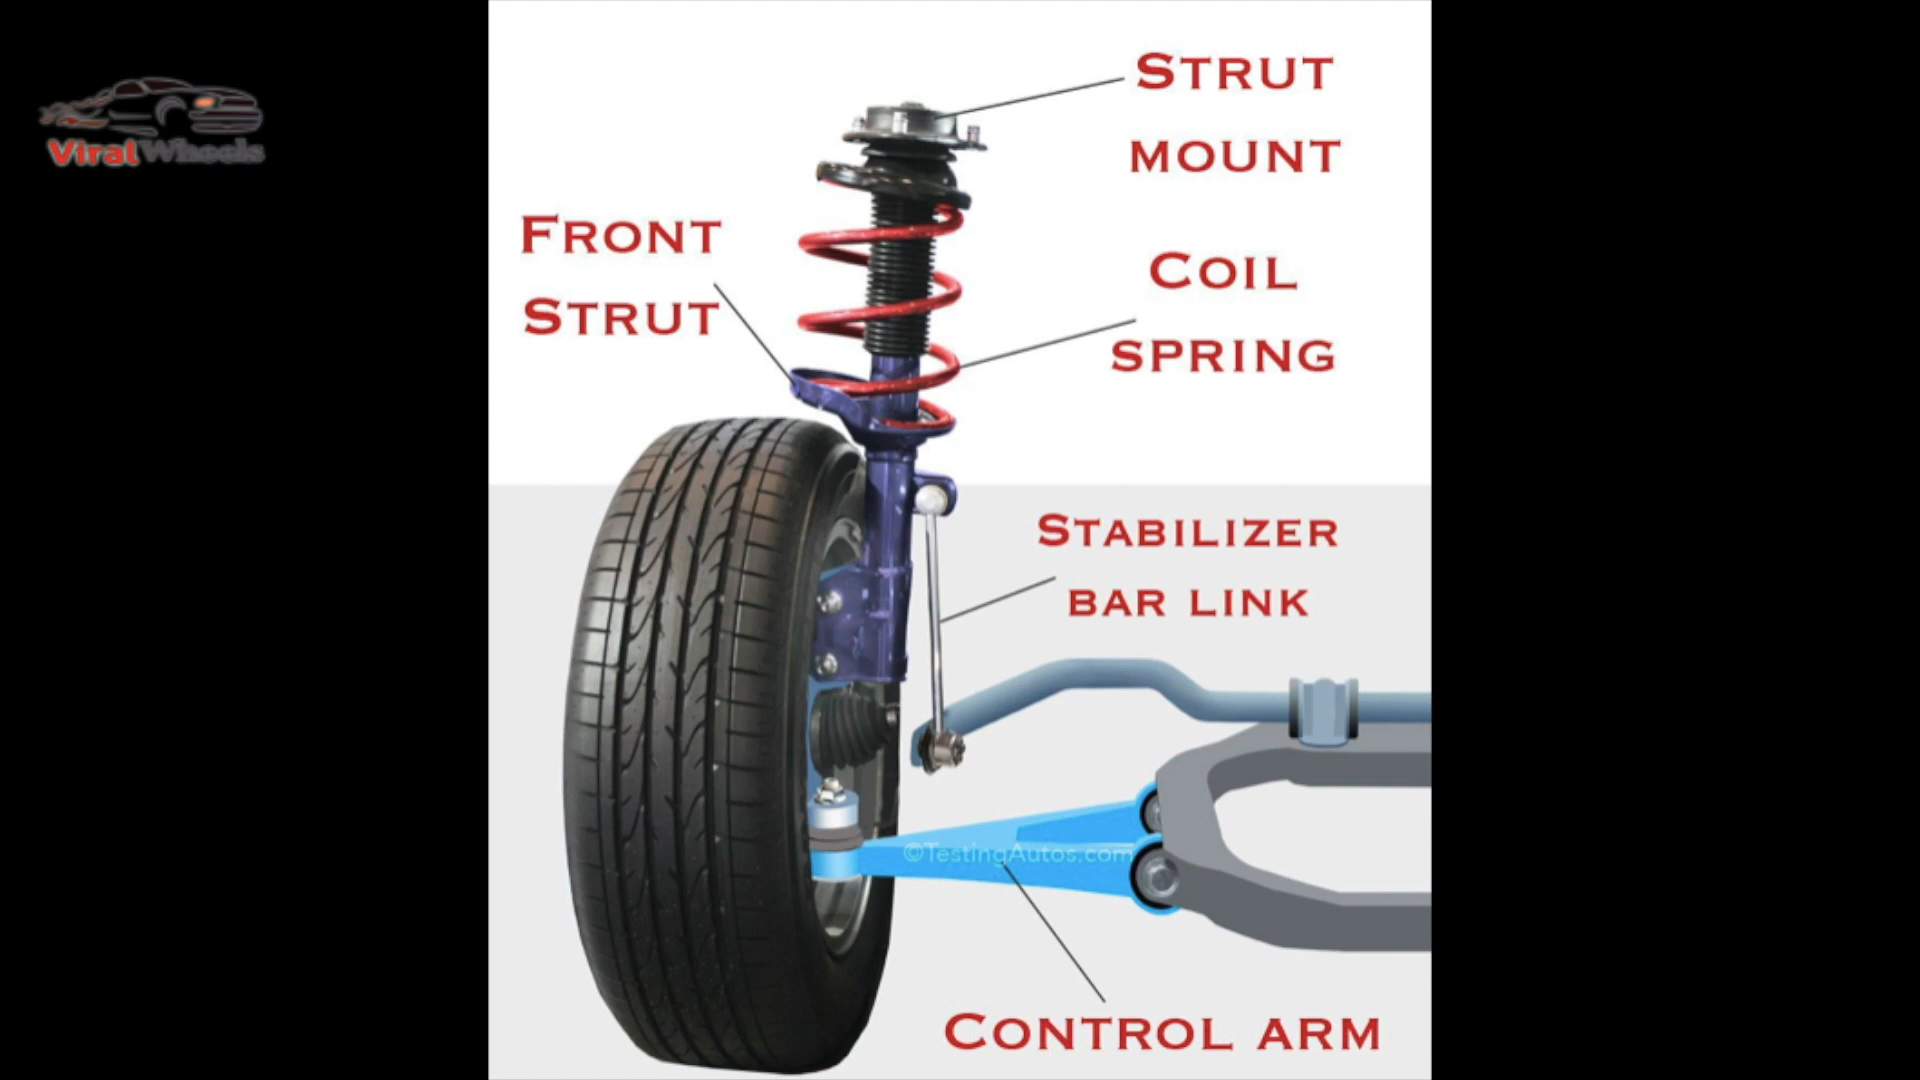 Viral Wheels
STRUT
MOUNT
FRONT
STRUT
COIL
SPRING
STABILIZER
BAR LINK
©TestingAutos.com
CONTROL ARM